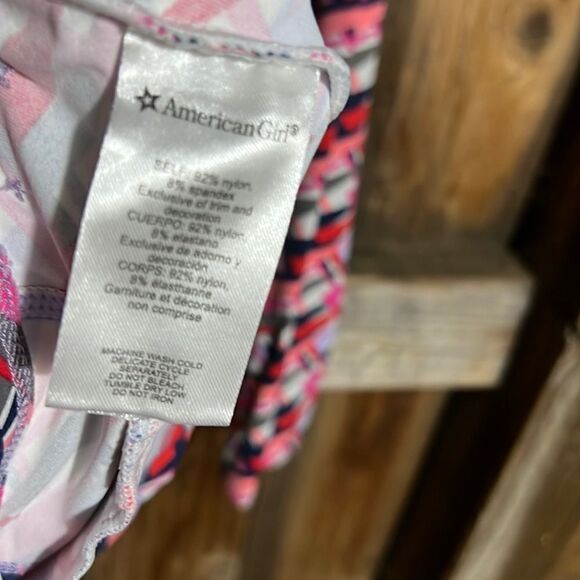 AmericanGirl®
SELF: 92% nylon,
8% spandex
Exclusive of trim and
decoration
CUERPO: 92% nylon,
8% elastano
Exclusive de adorno y
decoración
CORPS: 92% nylon,
8% élasthanne
Garniture et décoration
non comprise
MACHINE WASH COLD
DELICATE CYCLE
SEPARATELY
DO NOT BLEACH
TUMBLE DRY LOW
DO NOT IRON